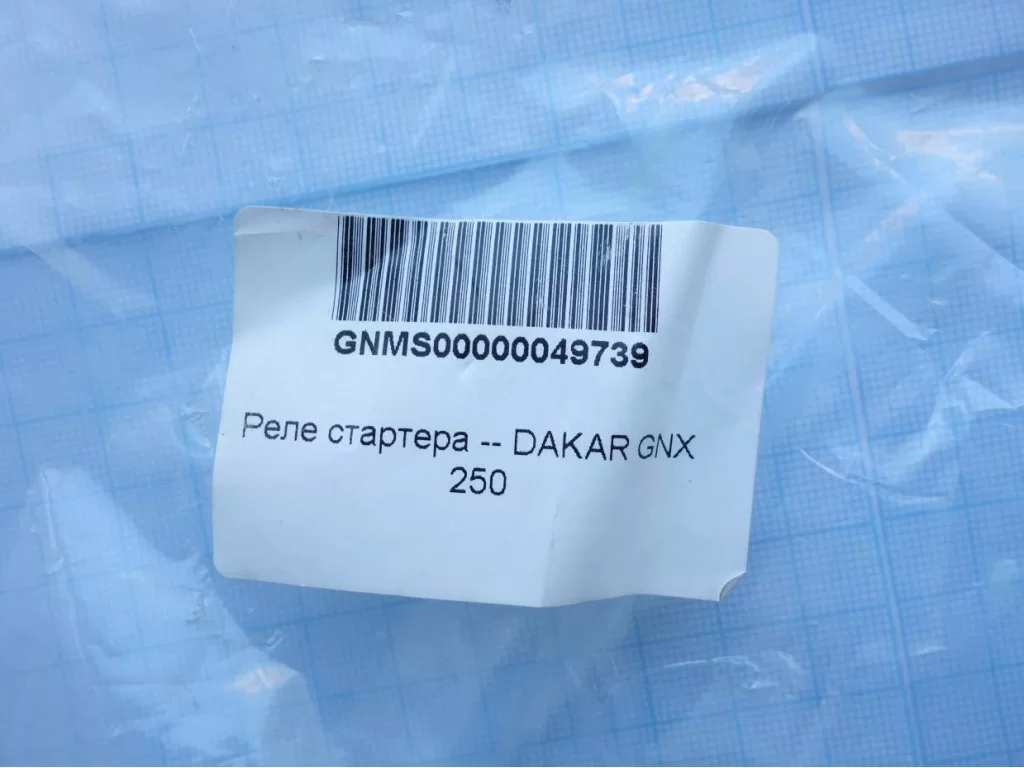 GNMS00000049739
Реле стартера -- DAKAR GNX
250